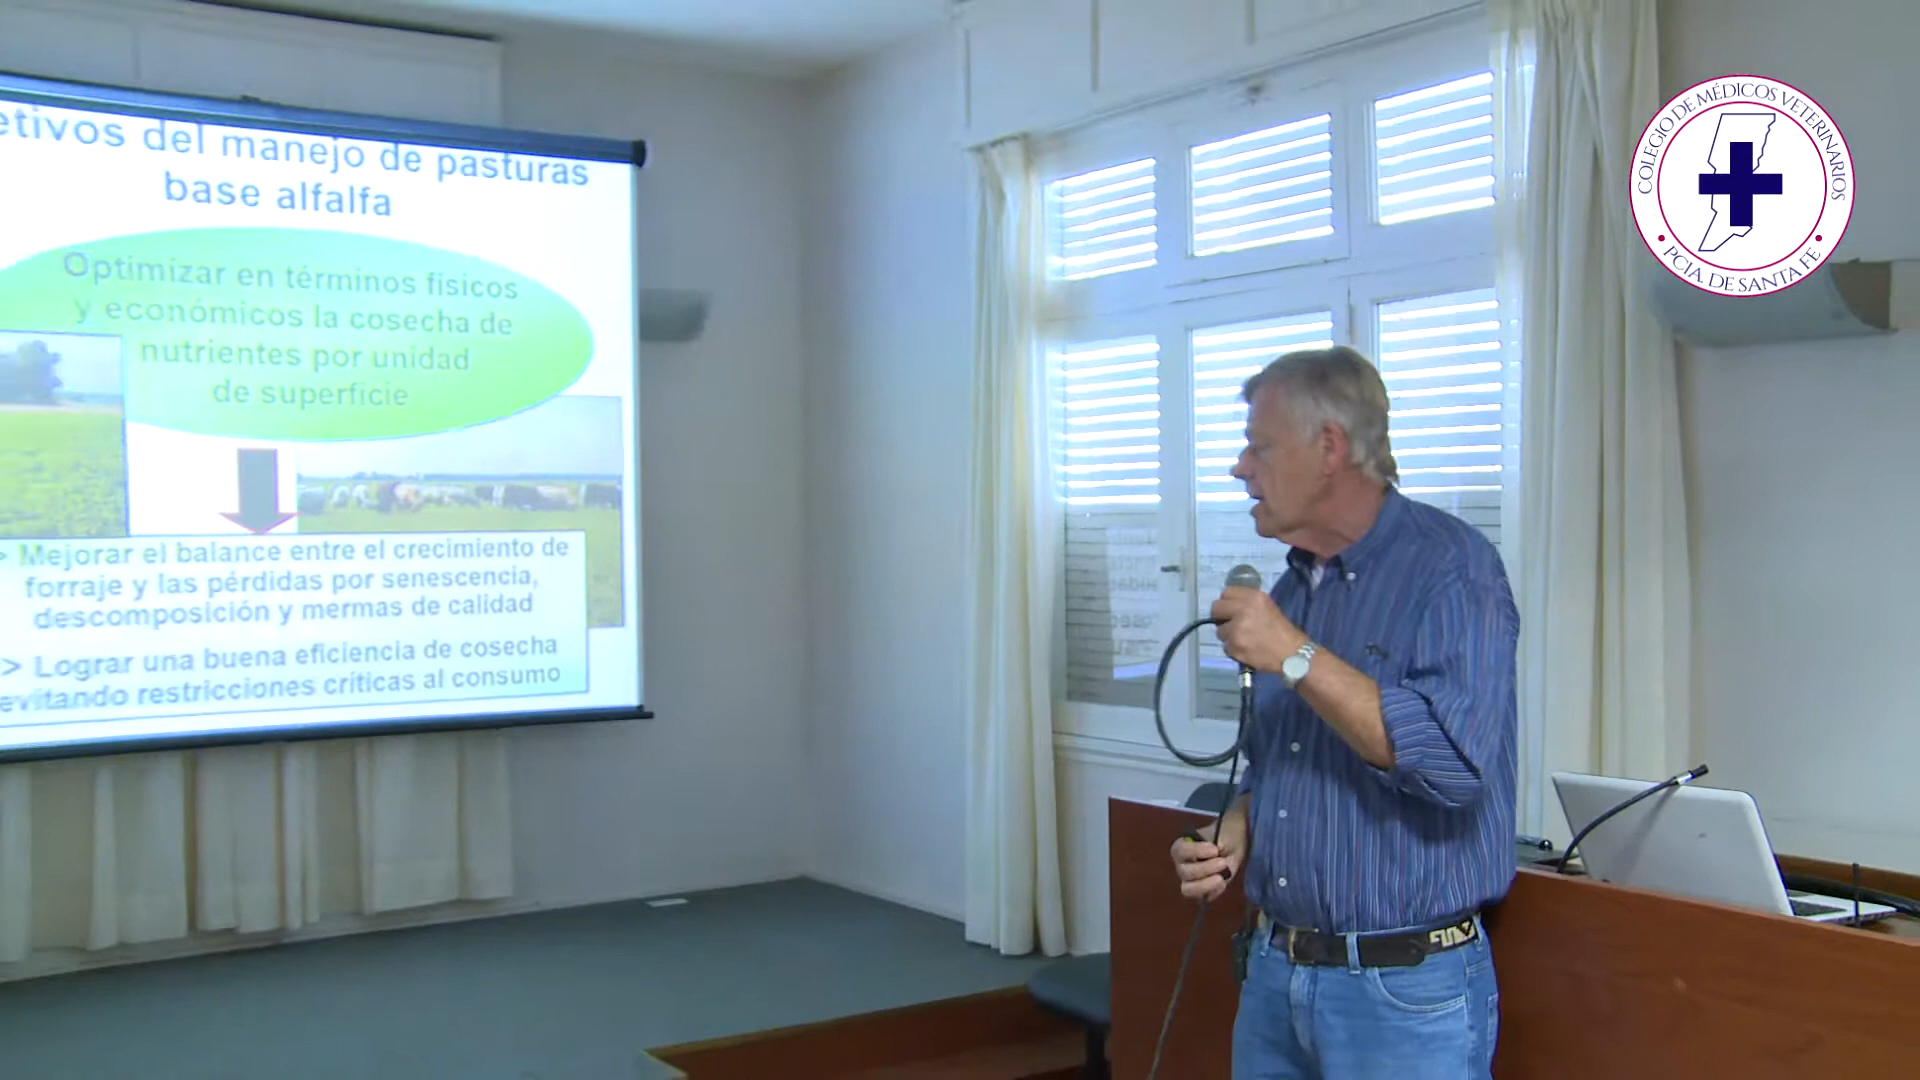 etivos del manejo de pasturas
base alfalfa
Optimizar en términos físicos
y económicos la cosecha de
nutrientes por unidad
de superficie
> Mejorar el balance entre el crecimiento de
forraje y las pérdidas por senescencia,
descomposición y mermas de calidad
> Lograr una buena eficiencia de cosecha
evitando restricciones críticas al consumo
COLEGIO DE MÉDICOS VETERINARIOS
• PCIA. DE SANTA FE •